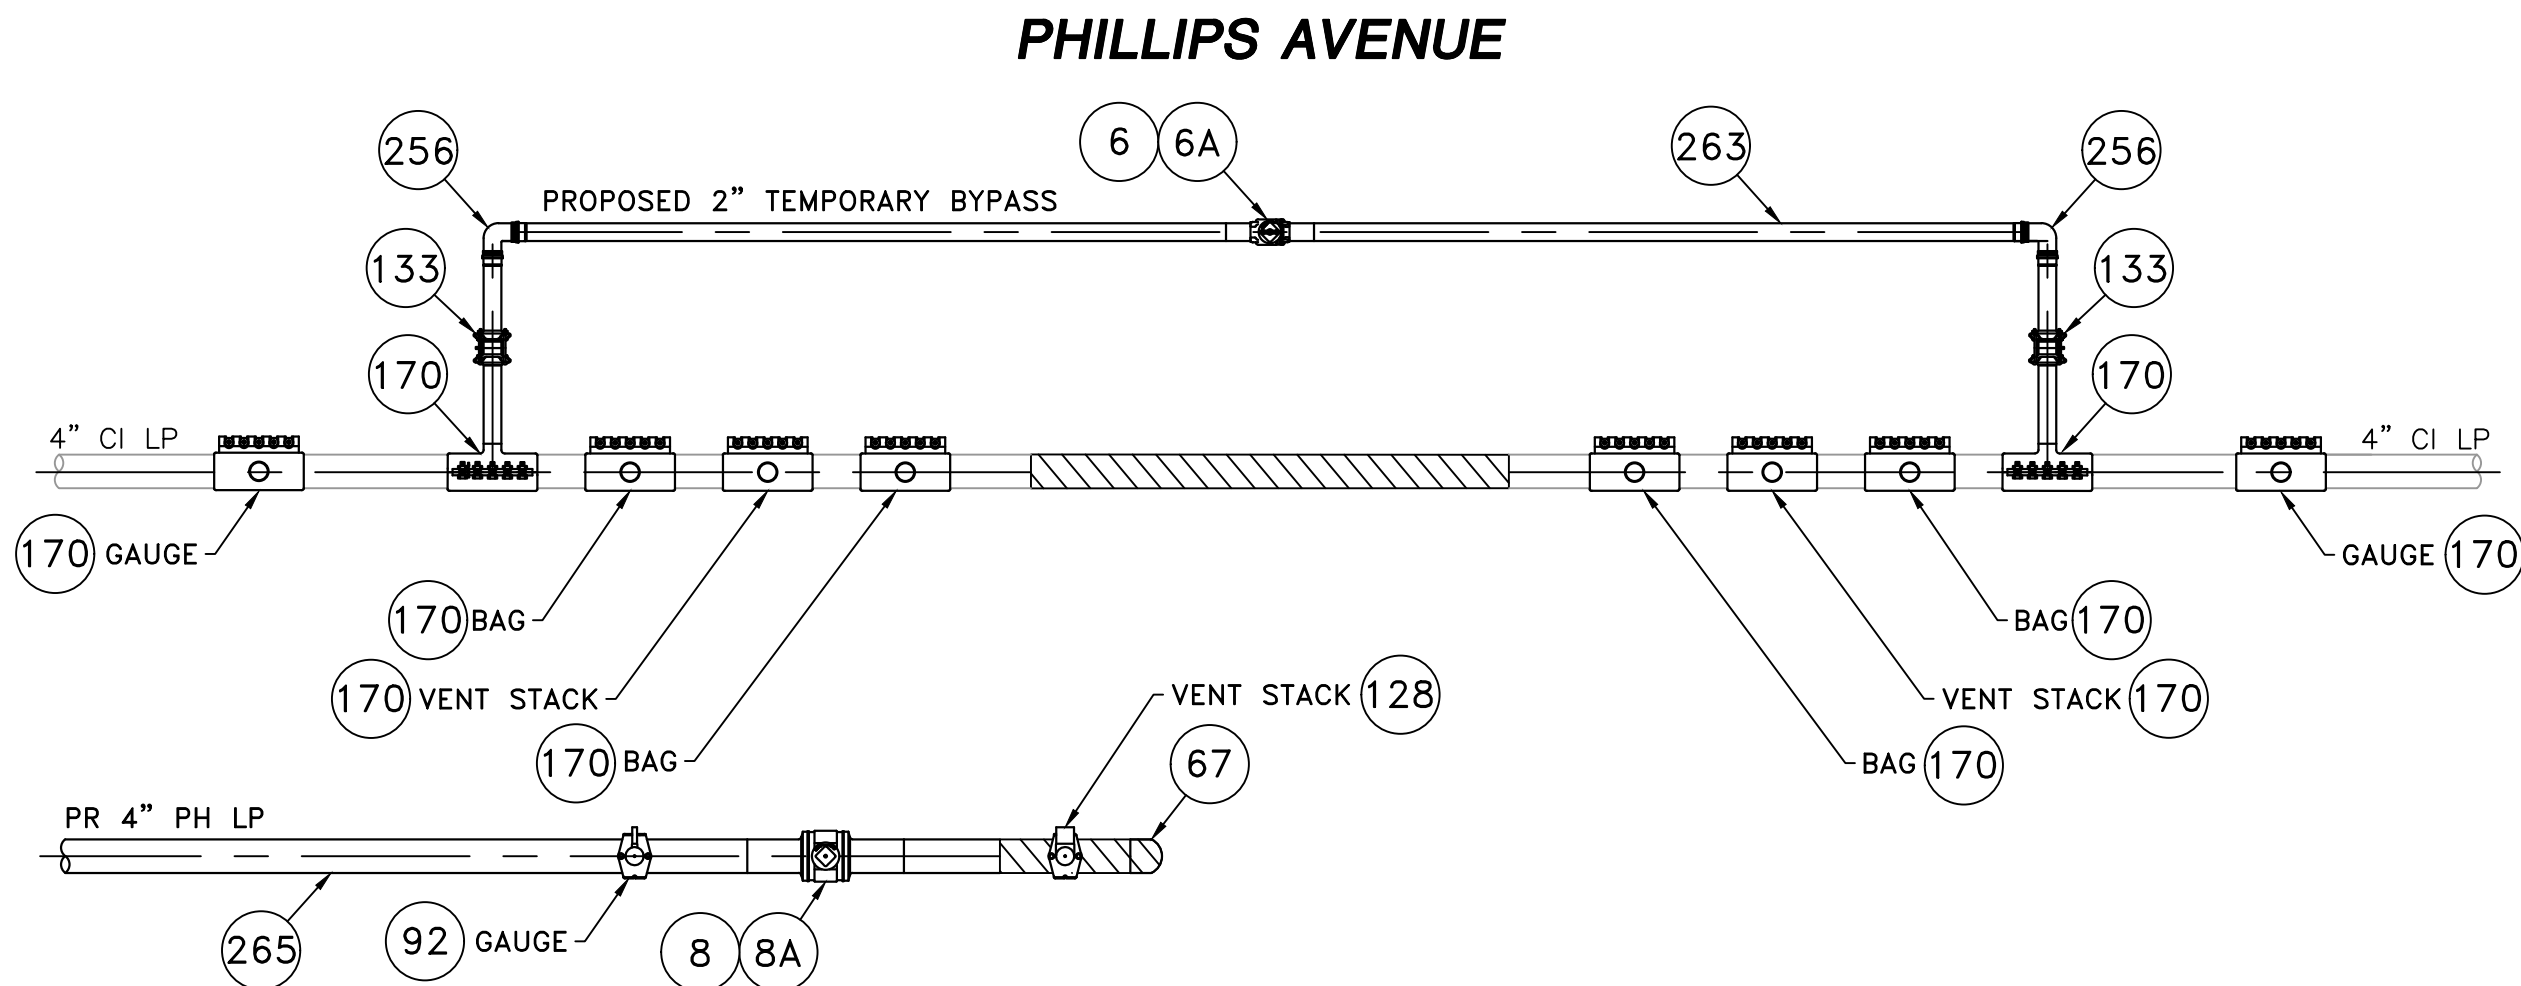 PHILLIPS AVENUE
256
6
6A
263
256
PROPOSED 2” TEMPORARY BYPASS
133
133
170
170
4” CI LP
4” CI LP
170 GAUGE
GAUGE 170
170 BAG
BAG 170
170 VENT STACK
VENT STACK 128
VENT STACK 170
170 BAG
67
BAG 170
PR 4” PH LP
265
92 GAUGE
8
8A